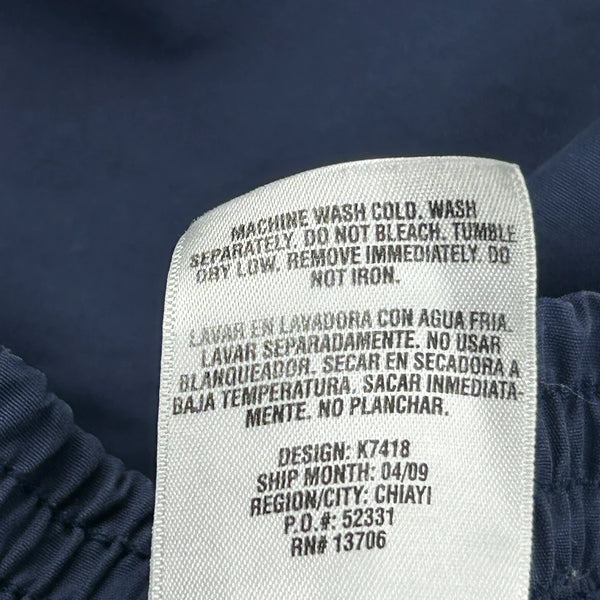 MACHINE WASH COLD. WASH
SEPARATELY. DO NOT BLEACH. TUMBLE
DRY LOW. REMOVE IMMEDIATELY. DO
NOT IRON.
LAVAR EN LAVADORA CON AGUA FRIA.
LAVAR SEPARADAMENTE. NO USAR
BLANQUEADOR. SECAR EN SECADORA A
BAJA TEMPERATURA. SACAR INMEDIATA-
MENTE. NO PLANCHAR.
DESIGN: K7418
SHIP MONTH: 04/09
REGION/CITY: CHIAYI
P.O.#: 52331
RN# 13706